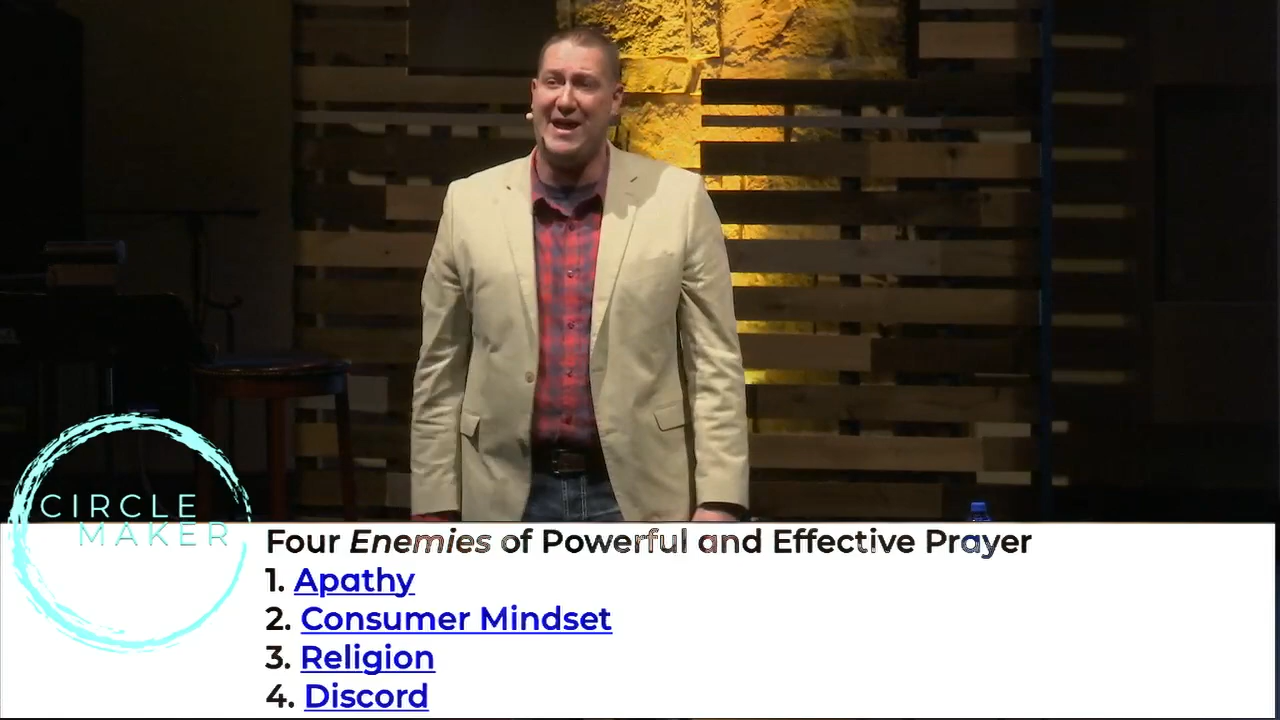 CIRCLE
MAKER
Four Enemies of Powerful and Effective Prayer
1. Apathy
2. Consumer Mindset
3. Religion
4. Discord